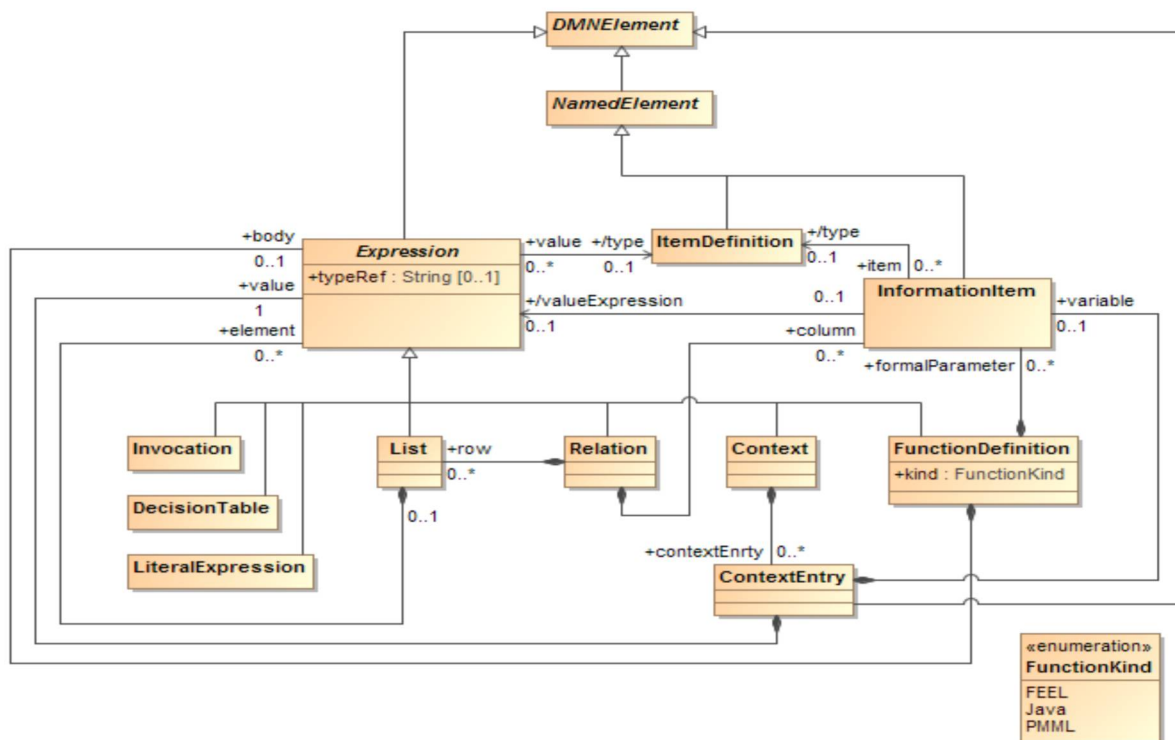 DMNElement
NamedElement
+body
0..1
+value
1
+element
0..*
Expression
+typeRef : String [0..1]
+value
0..*
+/type
0..1
ItemDefinition
+/type
0..1
+item
0..*
+/valueExpression
0..1
0..1
InformationItem
+variable
0..1
+column
0..*
+formalParameter
0..*
Invocation
DecisionTable
LiteralExpression
List
0..1
+row
0..*
Relation
Context
FunctionDefinition
+kind : FunctionKind
+contextEnrty
0..*
ContextEntry
«enumeration»
FunctionKind
FEEL
Java
PMML